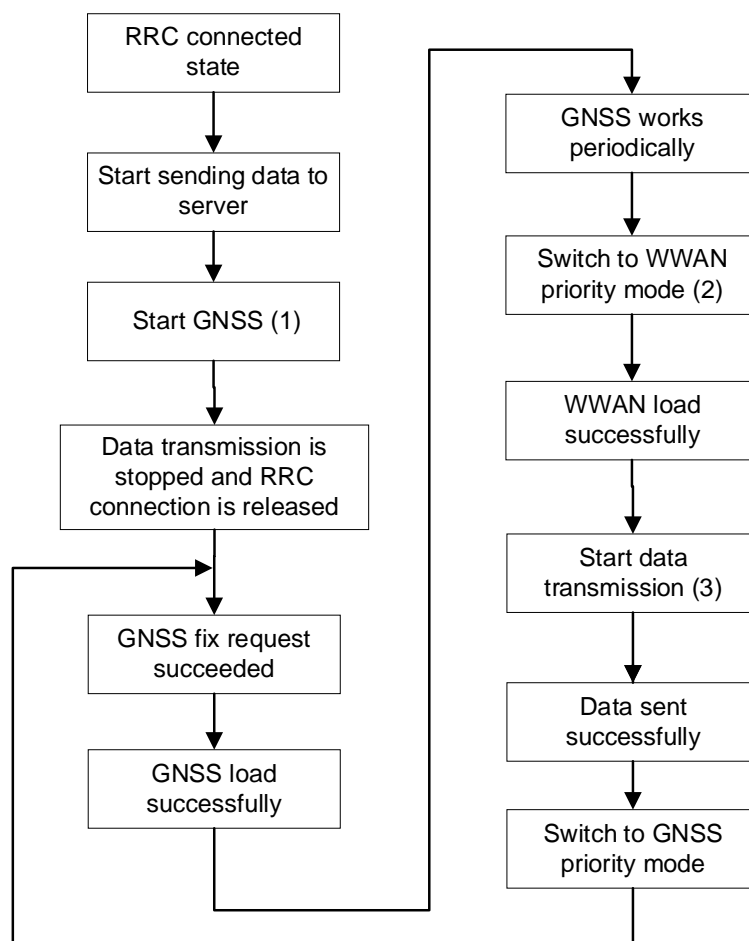 RRC connected
state
Start sending data to
server
Start GNSS (1)
Data transmission is
stopped and RRC
connection is released
GNSS fix request
succeeded
GNSS load
successfully
GNSS works
periodically
Switch to WWAN
priority mode (2)
WWAN load
successfully
Start data
transmission (3)
Data sent
successfully
Switch to GNSS
priority mode